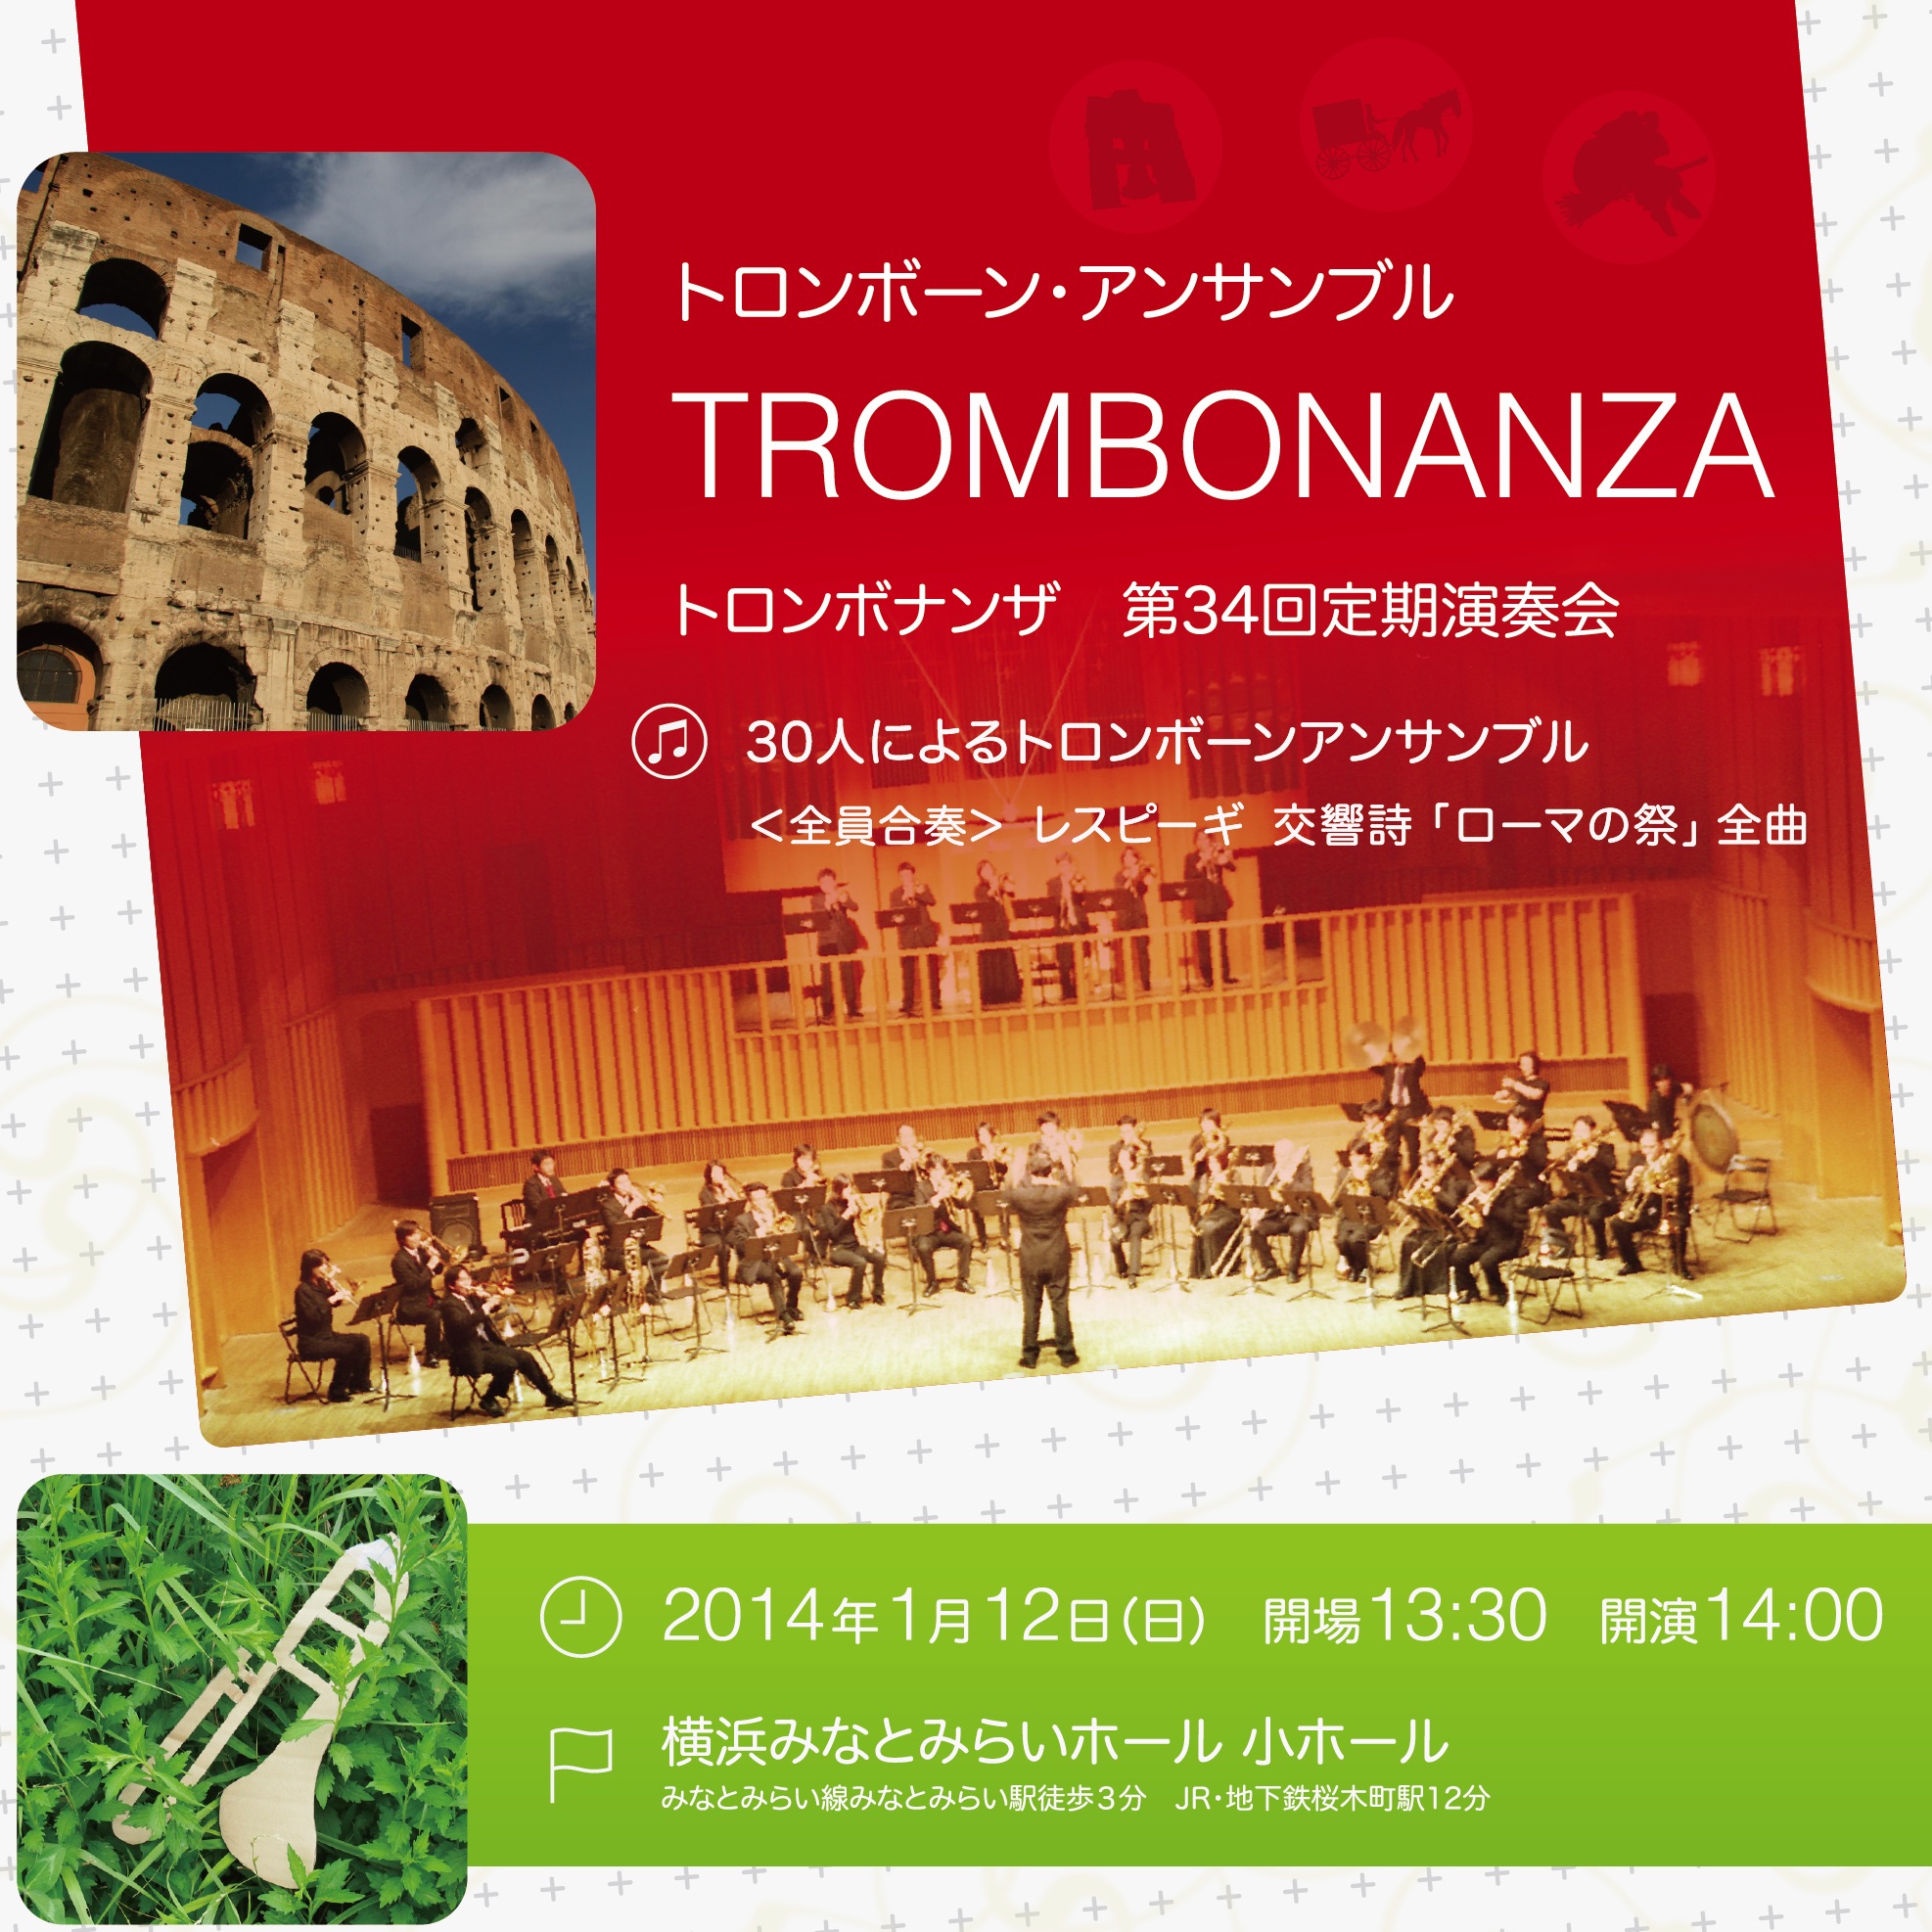 トロンボーン・アンサンブル
TROMBONANZA
トロンボナンザ　第34回定期演奏会
30人によるトロンボーンアンサンブル
＜全員合奏＞ レスピーギ 交響詩「ローマの祭」全曲
2014年1月12日（日）　開場13:30　開演14:00
横浜みなとみらいホール 小ホール
みなとみらい線みなとみらい駅徒歩3分　JR・地下鉄桜木町駅12分